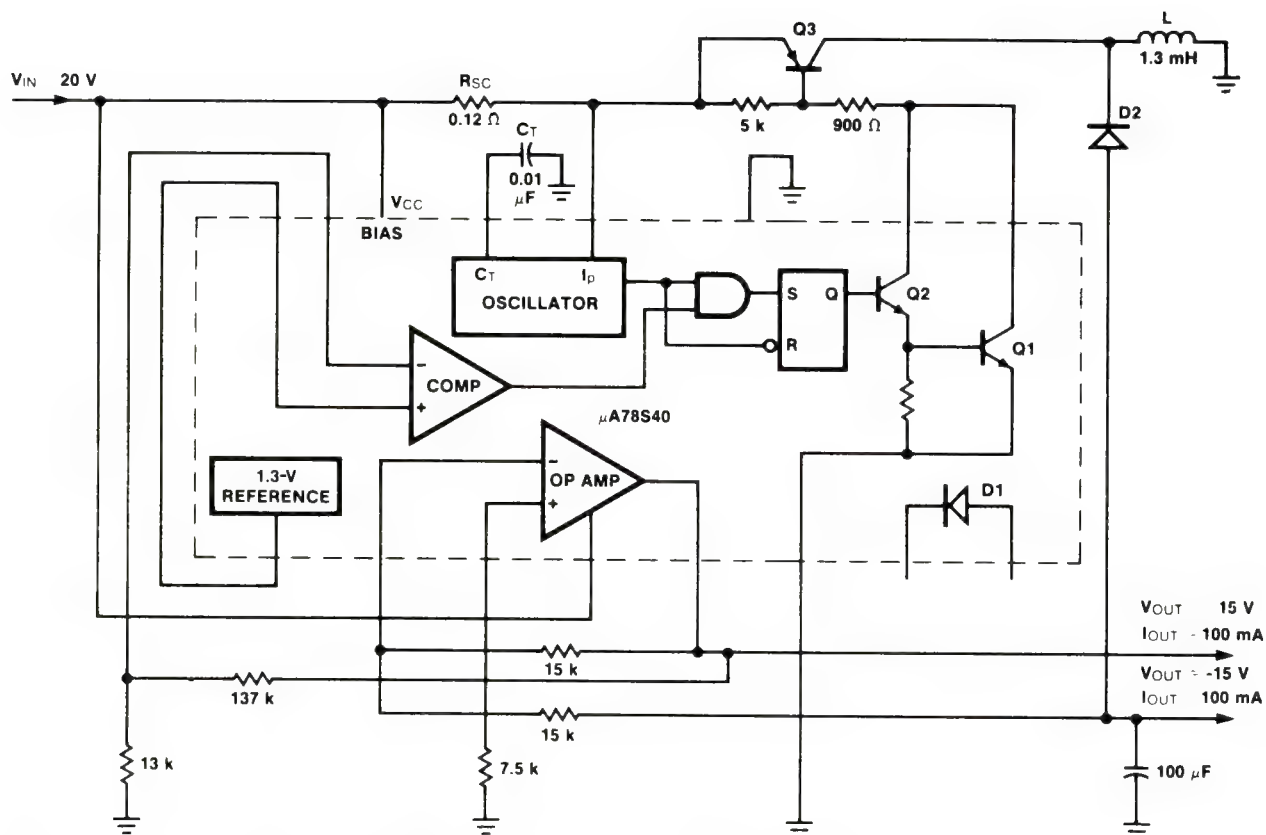 Q3
L
1.3 mH
VIN 20 V
RSC
0.12 Ω
5 k
900 Ω
D2
CT
0.01
μF
VCC
BIAS
CT
Ip
OSCILLATOR
S
Q
R
Q2
Q1
-
COMP
+
μA78S40
1.3-V
REFERENCE
-
OP AMP
+
D1
VOUT 15 V
IOUT - 100 mA
15 k
VOUT = -15 V
137 k
IOUT 100 mA
15 k
13 k
7.5 k
100 μF